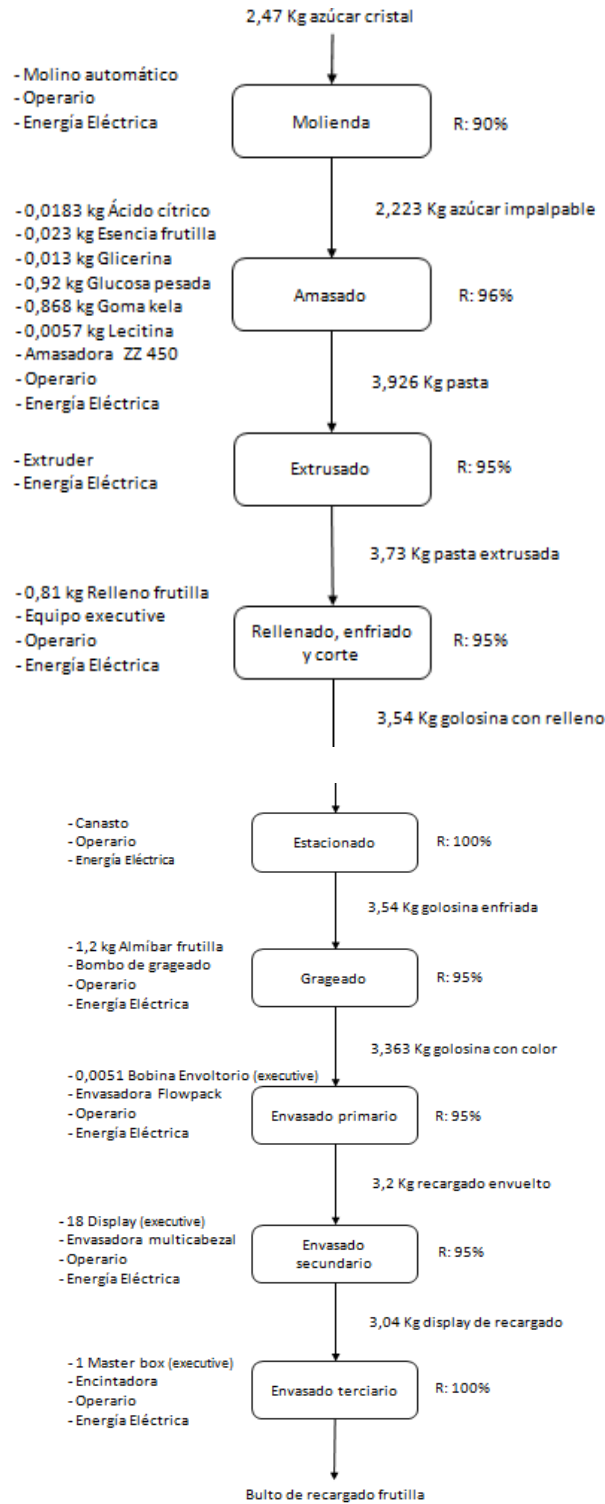 2,47 Kg azúcar cristal
- Molino automático
- Operario
- Energía Eléctrica
Molienda
R: 90%
2,223 Kg azúcar impalpable
- 0,0183 kg Ácido cítrico
- 0,023 kg Esencia frutilla
- 0,013 kg Glicerina
- 0,92 kg Glucosa pesada
- 0,868 kg Goma kela
- 0,0057 kg Lecitina
- Amasadora ZZ 450
- Operario
- Energía Eléctrica
Amasado
R: 96%
3,926 Kg pasta
- Extruder
- Energía Eléctrica
Extrusado
R: 95%
3,73 Kg pasta extrusada
- 0,81 kg Relleno frutilla
- Equipo executive
- Operario
- Energía Eléctrica
Rellenado, enfriado
y corte
R: 95%
3,54 Kg golosina con relleno
- Canasto
- Operario
- Energía Eléctrica
Estacionado
R: 100%
3,54 Kg golosina enfriada
- 1,2 kg Almíbar frutilla
- Bombo de grageado
- Operario
- Energía Eléctrica
Grageado
R: 95%
3,363 Kg golosina con color
- 0,0051 Bobina Envoltorio (executive)
- Envasadora Flowpack
- Operario
- Energía Eléctrica
Envasado primario
R: 95%
3,2 Kg recargado envuelto
- 18 Display (executive)
- Envasadora multicabezal
- Operario
- Energía Eléctrica
Envasado
secundario
R: 95%
3,04 Kg display de recargado
- 1 Master box (executive)
- Encintadora
- Operario
- Energía Eléctrica
Envasado terciario
R: 100%
Bulto de recargado frutilla